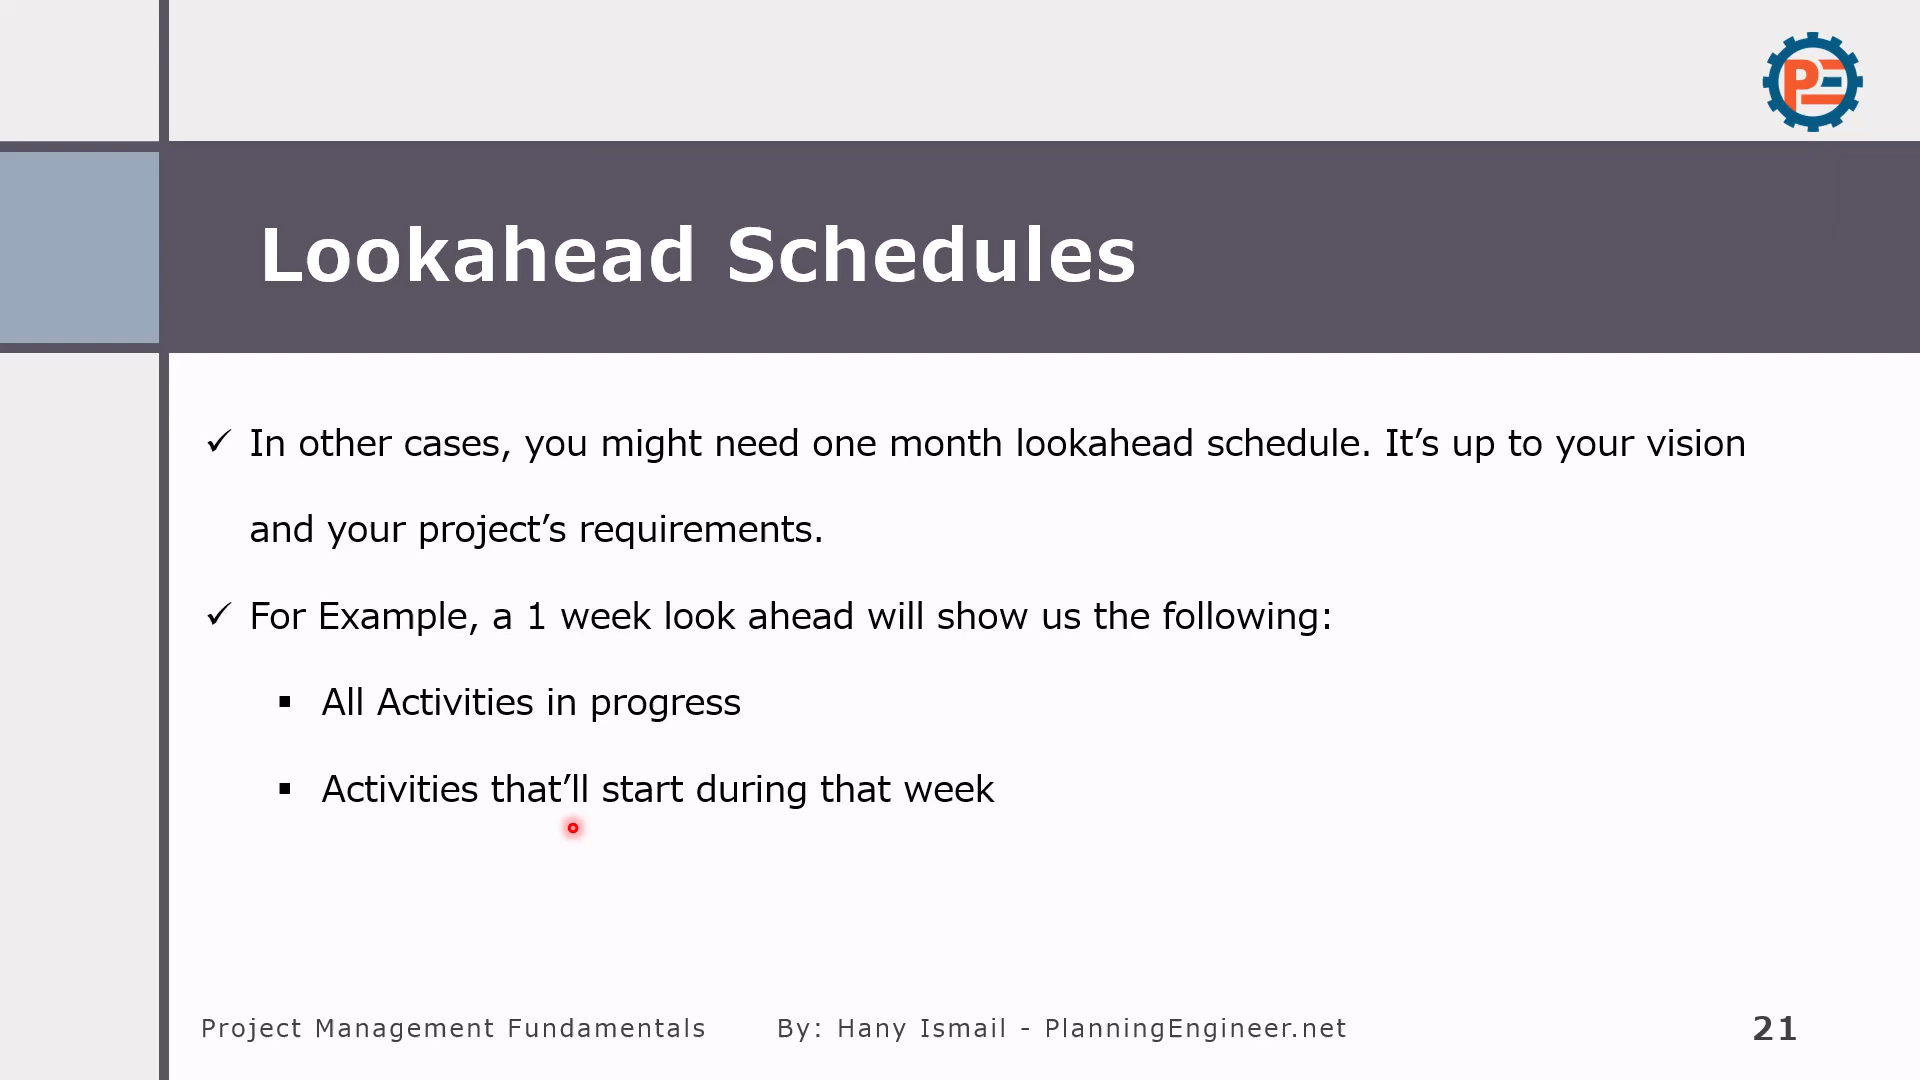 PE
Lookahead Schedules
✓ In other cases, you might need one month lookahead schedule. It’s up to your vision
and your project’s requirements.
✓ For Example, a 1 week look ahead will show us the following:
▪ All Activities in progress
▪ Activities that’ll start during that week
Project Management Fundamentals By: Hany Ismail - PlanningEngineer.net 21